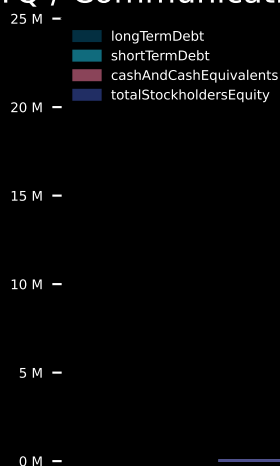 25 M
longTermDebt
shortTermDebt
cashAndCashEquivalents
totalStockholdersEquity
20 M
15 M
10 M
5 M
0 M